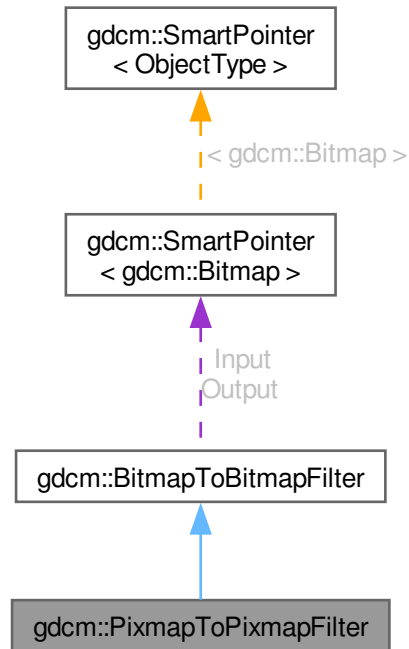 gdcm::SmartPointer
< ObjectType >
< gdcm::Bitmap >
gdcm::SmartPointer
< gdcm::Bitmap >
Input
Output
gdcm::BitmapToBitmapFilter
gdcm::PixmapToPixmapFilter